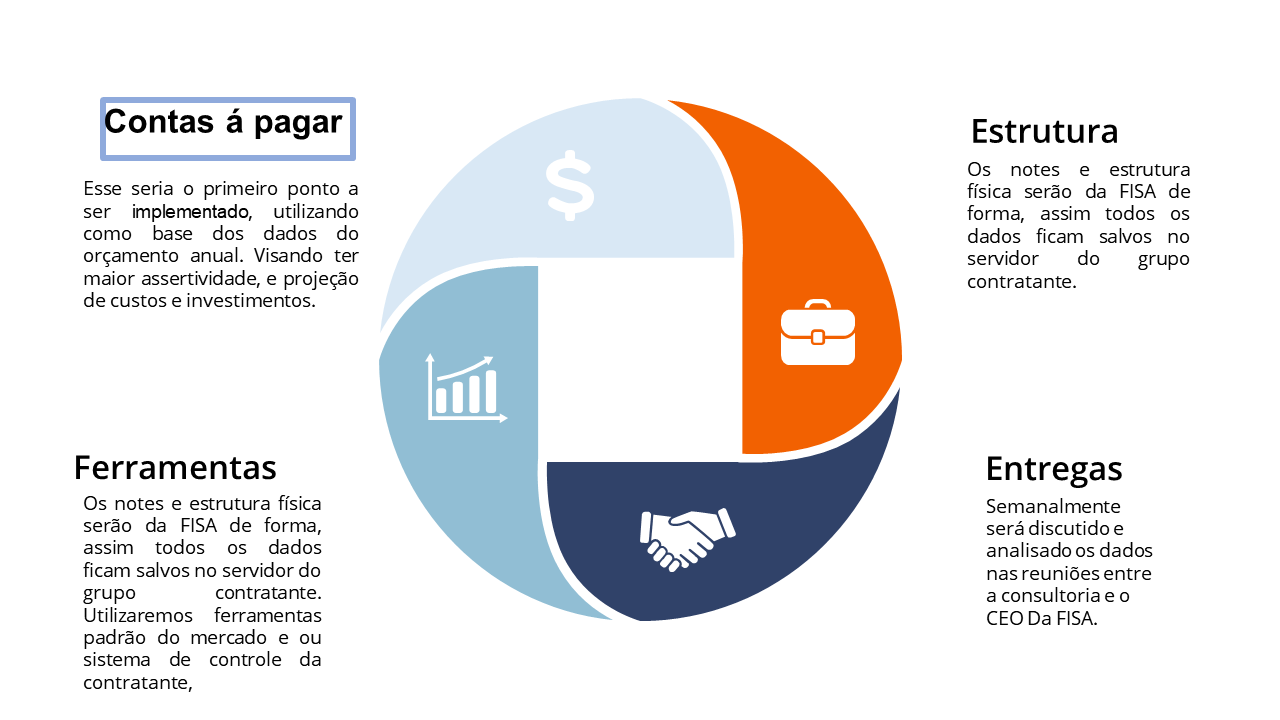 Contas á pagar
Esse seria o primeiro ponto a
ser implementado, utilizando
como base dos dados do
orçamento anual. Visando ter
maior assertividade, e projeção
de custos e investimentos.
Estrutura
Os notes e estrutura
física serão da FISA de
forma, assim todos os
dados ficam salvos no
servidor do grupo
contratante.
Ferramentas
Os notes e estrutura física
serão da FISA de forma,
assim todos os dados
ficam salvos no servidor do
grupo contratante.
Utilizaremos ferramentas
padrão do mercado e ou
sistema de controle da
contratante,
Entregas
Semanalmente
será discutido e
analisado os dados
nas reuniões entre
a consultoria e o
CEO Da FISA.